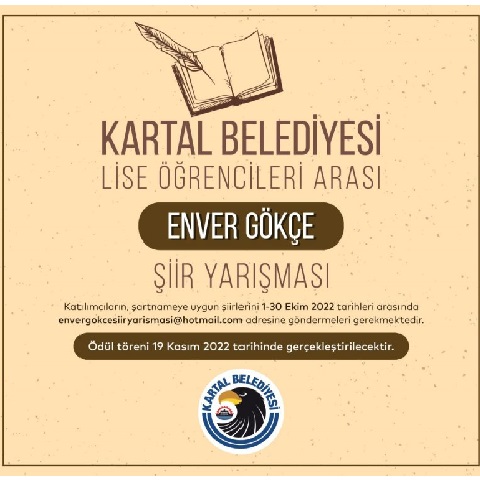 KARTAL BELEDİYESİ
LİSE ÖĞRENCİLERİ ARASI
ENVER GÖKÇE
ŞİİR YARIŞMASI
Katılımcıların, şartnameye uygun şiirlerini 1-30 Ekim 2022 tarihleri arasında
envergokcesiiryarismasi@hotmail.com adresine göndermeleri gerekmektedir.
Ödül töreni 19 Kasım 2022 tarihinde gerçekleştirilecektir.
KARTAL BELEDİYESİ